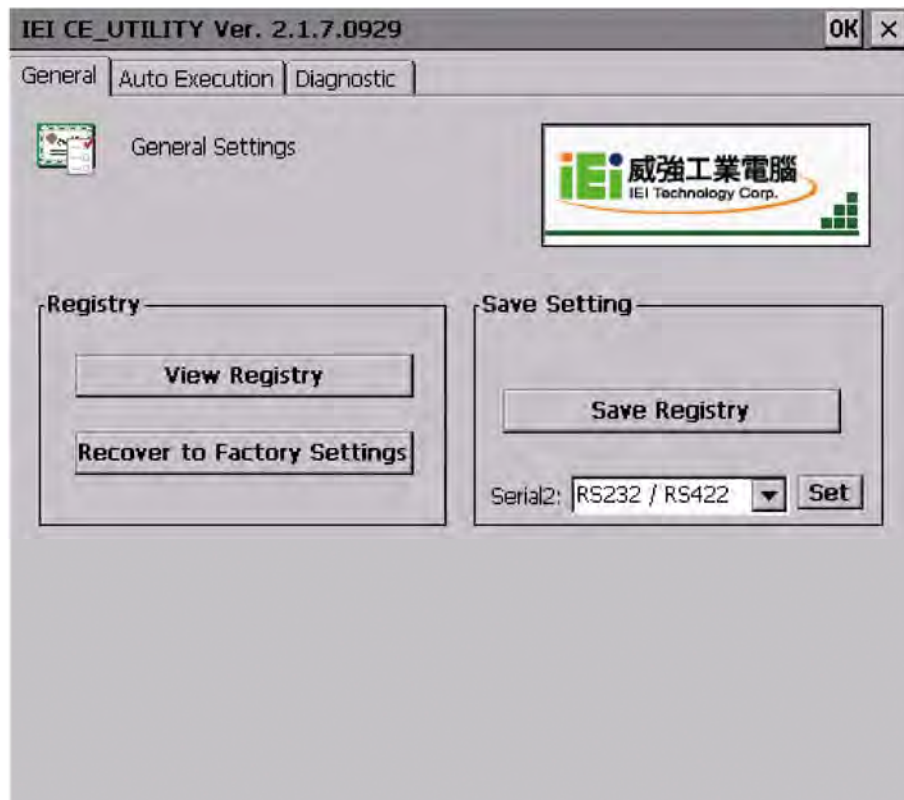 IEI CE_UTILITY Ver. 2.1.7.0929 OK ×
General Auto Execution Diagnostic
General Settings
iEi 威強工業電腦
IEI Technology Corp.
Registry
View Registry
Recover to Factory Settings
Save Setting
Save Registry
Serial2: RS232 / RS422 Set